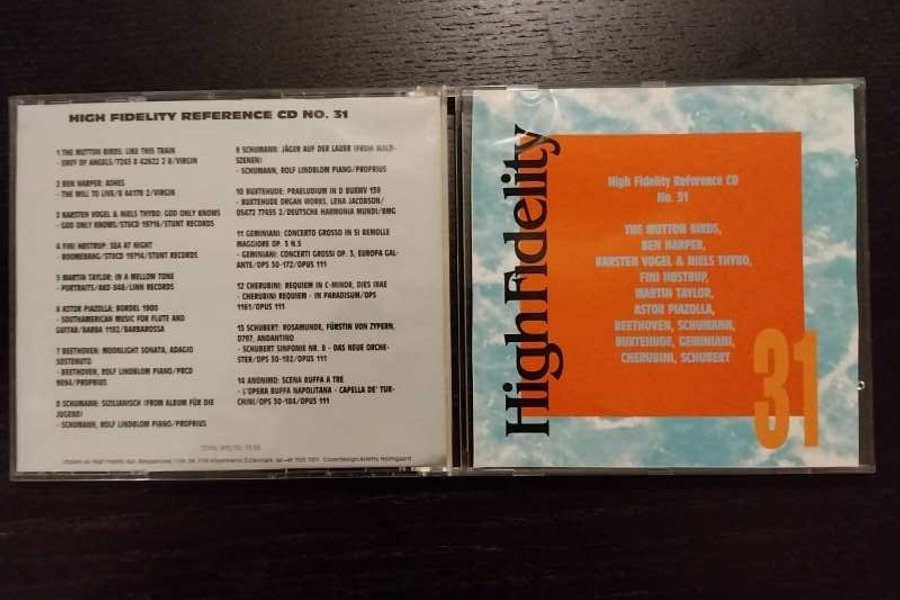 HIGH FIDELITY REFERENCE CD NO. 31
1 THE MUTTON BIRDS: LIKE THIS TRAIN
- ENVY OF ANGELS/7243 8 42622 2 8/VIRGIN
2 BEN HARPER: ASHES
- THE WILL TO LIVE/8 44178 2/VIRGIN
3 KARSTEN VOGEL & NIELS THYBO: GOD ONLY KNOWS
- GOD ONLY KNOWS/STUCD 19716/STUNT RECORDS
4 FINI HØSTRUP: SEA AT NIGHT
- BOOMERANG/STUCD 19714/STUNT RECORDS
5 MARTIN TAYLOR: IN A MELLOW TONE
- PORTRAITS/AKD 048/LINN RECORDS
6 ASTOR PIAZOLLA: BORDEL 1900
- SOUTHAMERICAN MUSIC FOR FLUTE AND
GUITAR/BARBA 1102/BARBAROSSA
7 BEETHOVEN: MOONLIGHT SONATA, ADAGIO
SOSTENUTO
- BEETHOVEN, ROLF LINDBLOM PIANO/PRCD
9094/PROPRIUS
8 SCHUMANN: SIZILIANISCH (FROM ALBUM FÜR DIE
JUGEND)
- SCHUMANN, ROLF LINDBLOM PIANO/PROPRIUS
9 SCHUMANN: JÄGER AUF DER LAUER (FROM WALD-
SZENEN)
- SCHUMANN, ROLF LINDBLOM PIANO/PROPRIUS
10 BUXTEHUDE: PRAELUDIUM IN D BUXWV 139
- BUXTEHUDE ORGAN WORKS, LENA JACOBSON/
05472 77455 2/DEUTSCHE HARMONIA MUNDI/BMG
11 GEMINIANI: CONCERTO GROSSO IN SI BEMOLLE
MAGGIORE OP. 3 N.5
- GEMINIANI: CONCERTI GROSSI OP. 3, EUROPA GAL-
ANTE/OPS 30-172/OPUS 111
12 CHERUBINI: REQUIEM IN C-MINOR, DIES IRAE
- CHERUBINI REQUIEM - IN PARADISUM/OPS
1161/OPUS 111
13 SCHUBERT: ROSAMUNDE, FÜRSTIN VON ZYPERN,
D797, ANDANTINO
- SCHUBERT SINFONIE NR. 8 - DAS NEUE ORCHE-
STER/OPS 30-192/OPUS 111
14 ANONIMO: SCENA BUFFA A TRE
- L'OPERA BUFFA NAPOLITANA - CAPELLA DE' TUR-
CHINI/OPS 30-184/OPUS 111
High Fidelity
High Fidelity Reference CD
No. 31
THE MUTTON BIRDS,
BEN HARPER,
KARSTEN VOGEL & NIELS THYBO,
FINI HØSTRUP,
MARTIN TAYLOR,
ASTOR PIAZOLLA,
BEETHOVEN, SCHUMANN,
BUXTEHUDE, GEMINIANI,
CHERUBINI, SCHUBERT
31